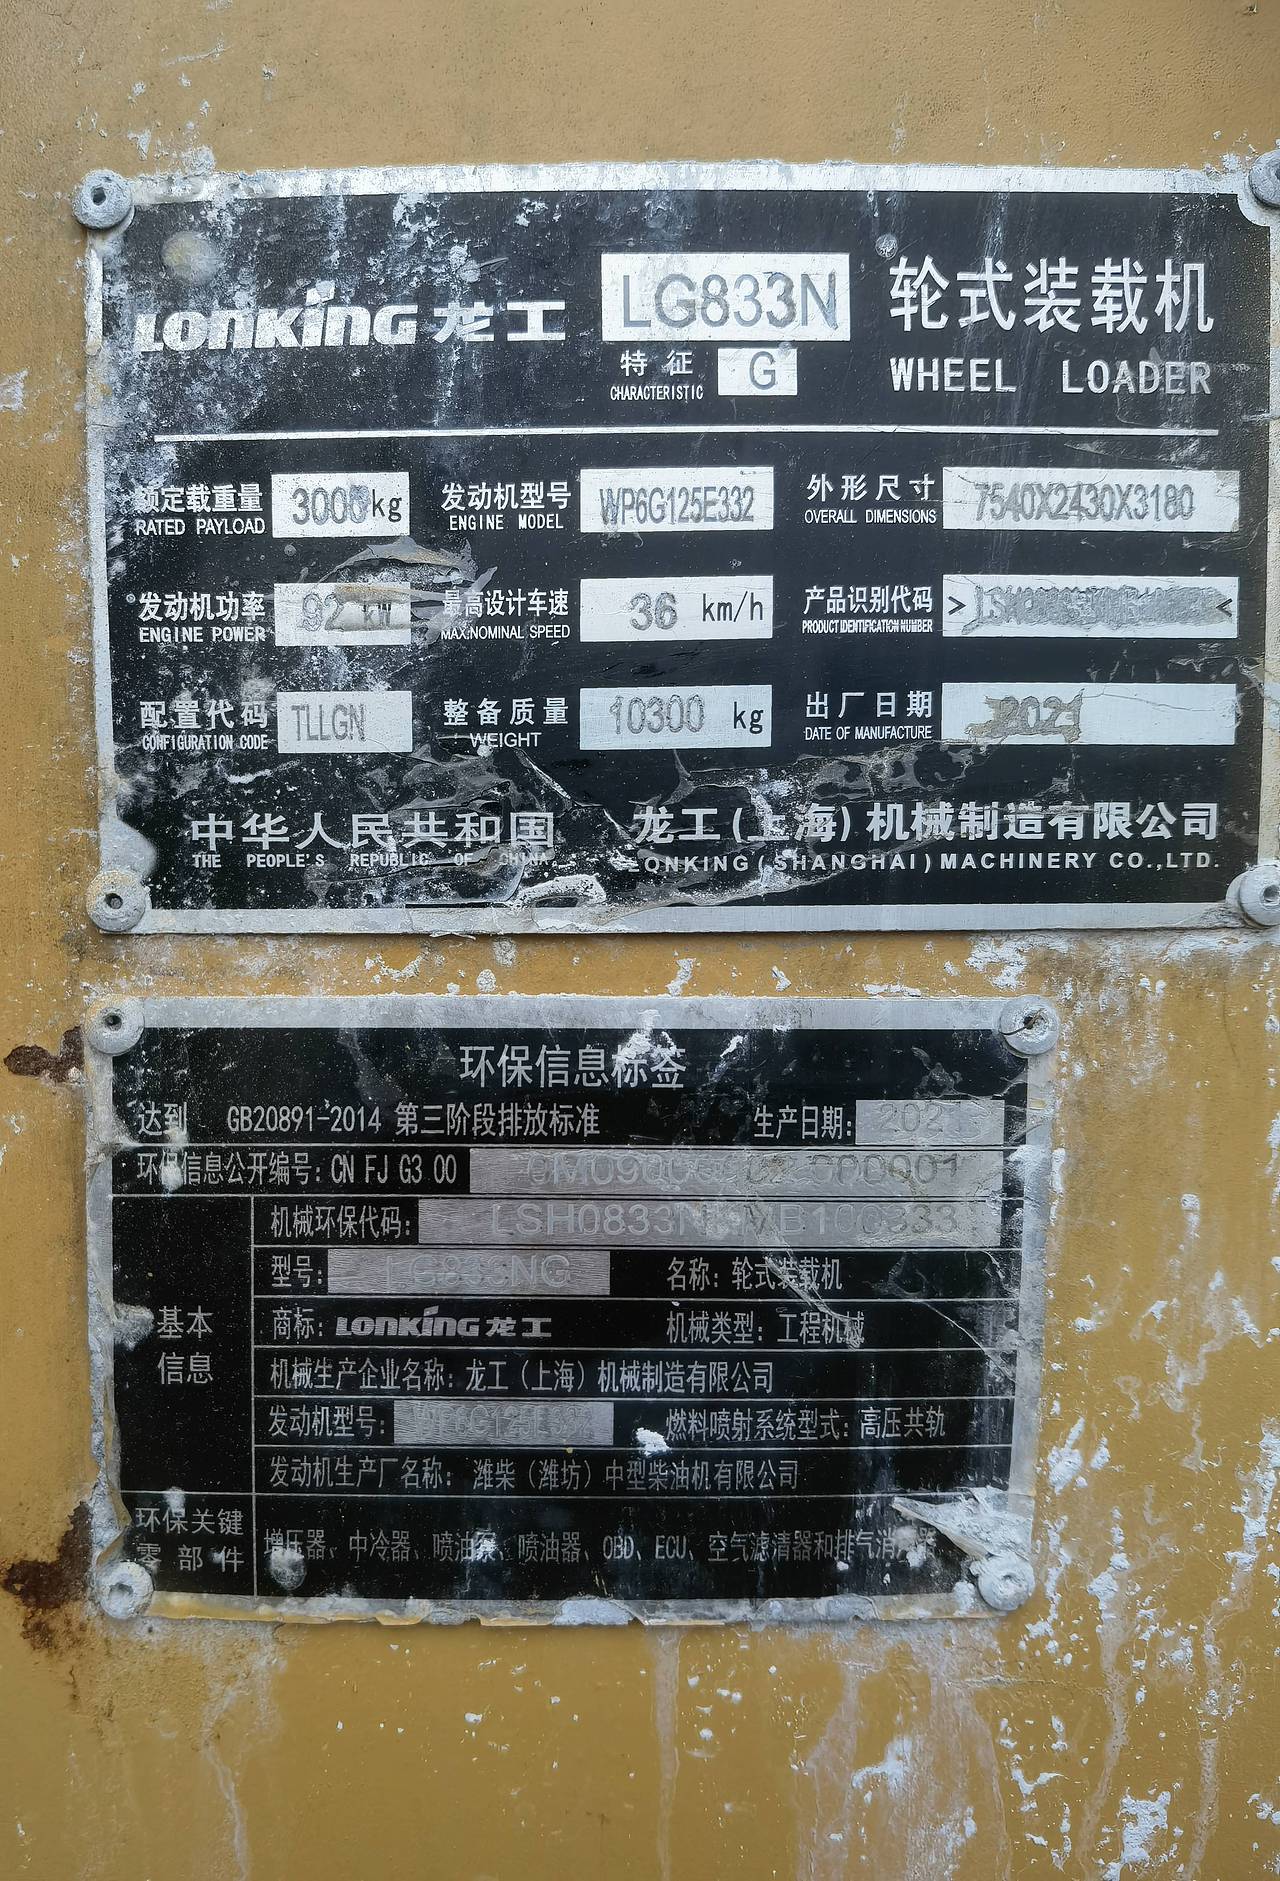 LONKING 龙工 LG833N 轮式装载机
特征 G
CHARACTERISTIC
WHEEL LOADER
额定载重量 3000kg 发动机型号 WP6G125E332 外形尺寸 7540X2430X3180
RATED PAYLOAD ENGINE MODEL OVERALL DIMENSIONS
发动机功率 92 kW 最高设计车速 36 km/h 产品识别代码
ENGINE POWER MAX.NOMINAL SPEED PRODUCT IDENTIFICATION NUMBER
配置代码 TLLGN 整备质量 10300 kg 出厂日期 2021
CONFIGURATION CODE WEIGHT DATE OF MANUFACTURE
中华人民共和国 龙工(上海)机械制造有限公司
THE PEOPLE'S REPUBLIC OF CHINA LONKING(SHANGHAI)MACHINERY CO.,LTD.
环保信息标签
达到 GB20891-2014 第三阶段排放标准 生产日期:
环保信息公开编号: CN FJ G3 00
机械环保代码:
型号: LG833NG 名称: 轮式装载机
基本信息
商标: LONKING 龙工 机械类型: 工程机械
机械生产企业名称: 龙工(上海)机械制造有限公司
发动机型号: 燃料喷射系统型式: 高压共轨
发动机生产厂名称: 潍柴(潍坊)中型柴油机有限公司
环保关键零部件
增压器、中冷器、喷油泵、喷油器、OBD、ECU、空气滤清器和排气消声器